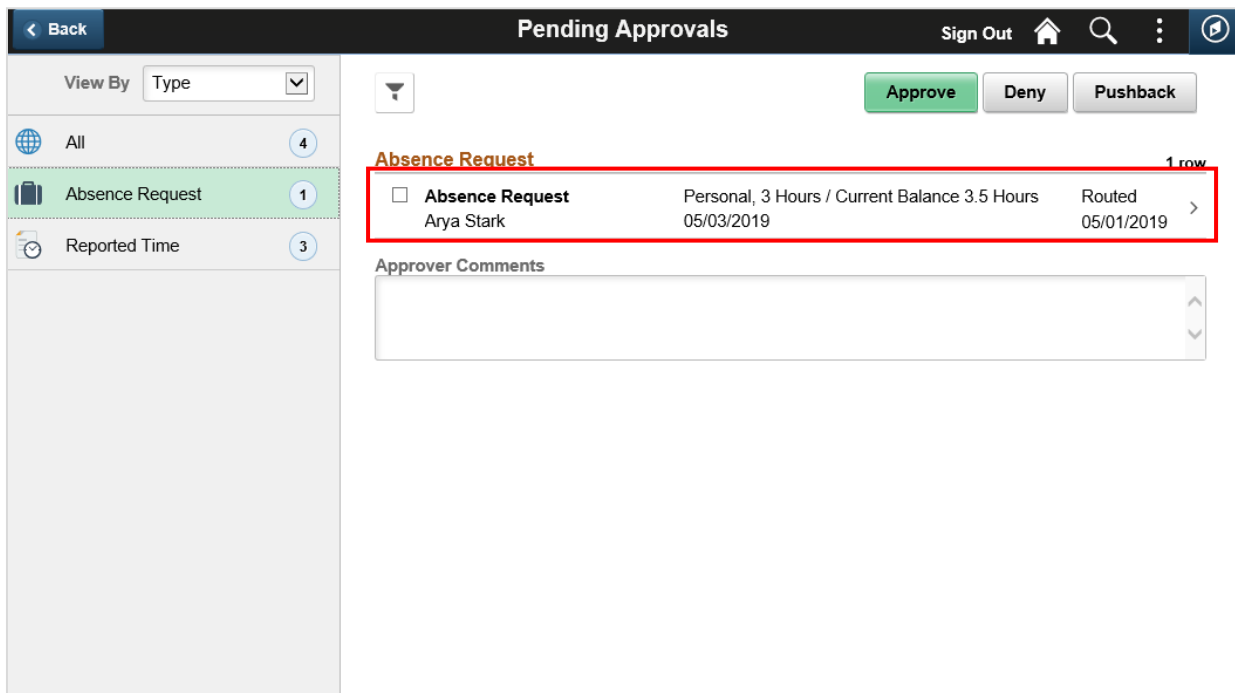 Back
Pending Approvals
Sign Out
View By Type
Approve
Deny
Pushback
All 4
Absence Request 1
Reported Time 3
Absence Request 1 row
Absence Request Personal, 3 Hours / Current Balance 3.5 Hours Routed
Arya Stark 05/03/2019 05/01/2019
Approver Comments